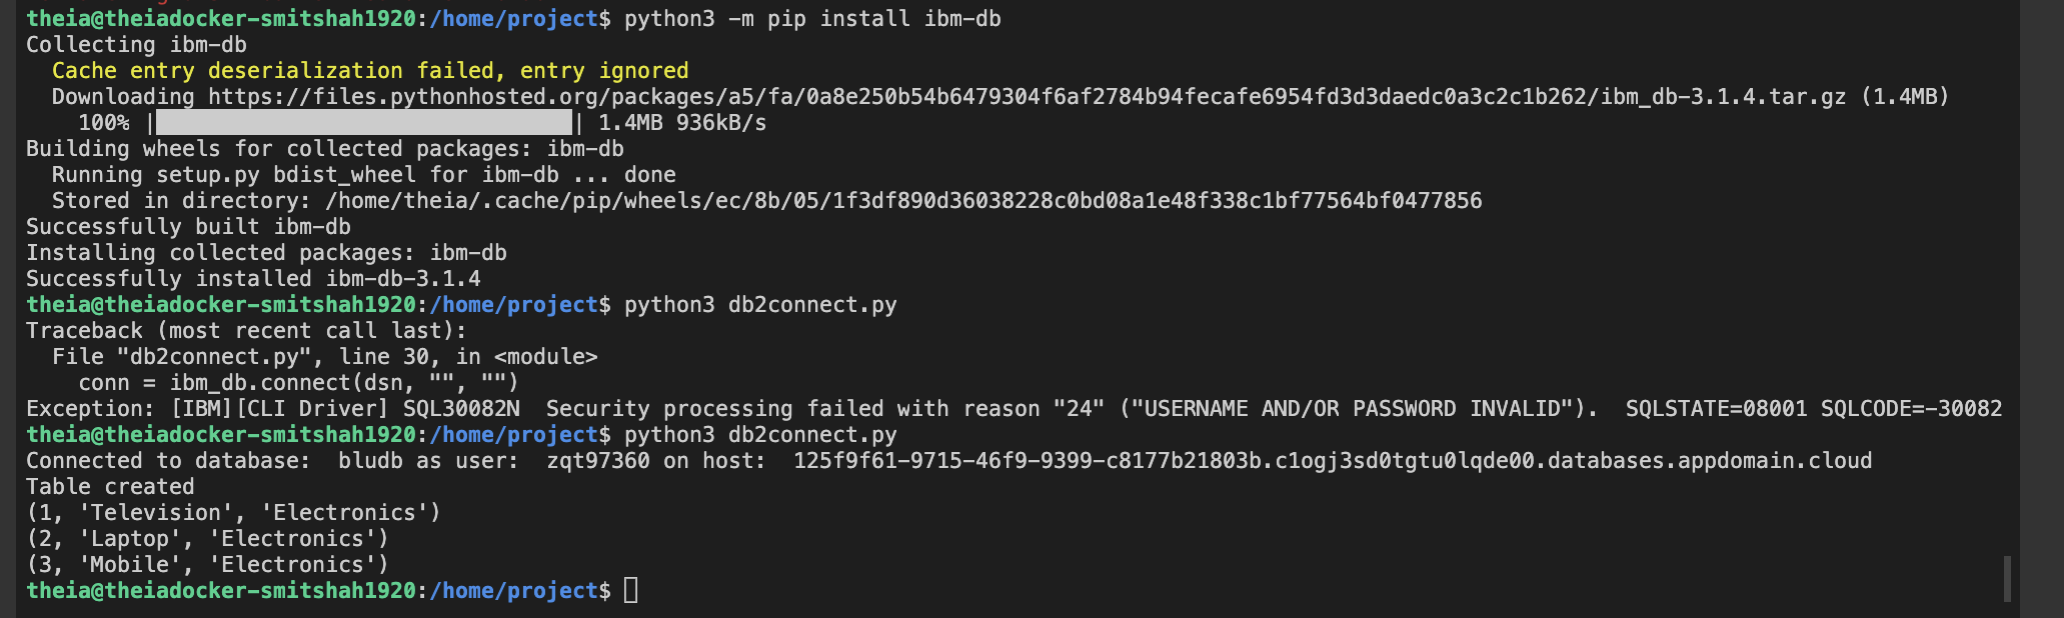 theia@theiadocker-smitshah1920:/home/project$ python3 -m pip install ibm-db
Collecting ibm-db
  Cache entry deserialization failed, entry ignored
  Downloading https://files.pythonhosted.org/packages/a5/fa/0a8e250b54b6479304f6af2784b94fecafe6954fd3d3daedc0a3c2c1b262/ibm_db-3.1.4.tar.gz (1.4MB)
    100% |████████████████████████████████| 1.4MB 936kB/s
Building wheels for collected packages: ibm-db
  Running setup.py bdist_wheel for ibm-db ... done
  Stored in directory: /home/theia/.cache/pip/wheels/ec/8b/05/1f3df890d36038228c0bd08a1e48f338c1bf77564bf0477856
Successfully built ibm-db
Installing collected packages: ibm-db
Successfully installed ibm-db-3.1.4
theia@theiadocker-smitshah1920:/home/project$ python3 db2connect.py
Traceback (most recent call last):
  File "db2connect.py", line 30, in <module>
    conn = ibm_db.connect(dsn, "", "")
Exception: [IBM][CLI Driver] SQL30082N  Security processing failed with reason "24" ("USERNAME AND/OR PASSWORD INVALID").  SQLSTATE=08001 SQLCODE=-30082
theia@theiadocker-smitshah1920:/home/project$ python3 db2connect.py
Connected to database:  bludb as user:  zqt97360 on host:  125f9f61-9715-46f9-9399-c8177b21803b.c1ogj3sd0tgtu0lqde00.databases.appdomain.cloud
Table created
(1, 'Television', 'Electronics')
(2, 'Laptop', 'Electronics')
(3, 'Mobile', 'Electronics')
theia@theiadocker-smitshah1920:/home/project$